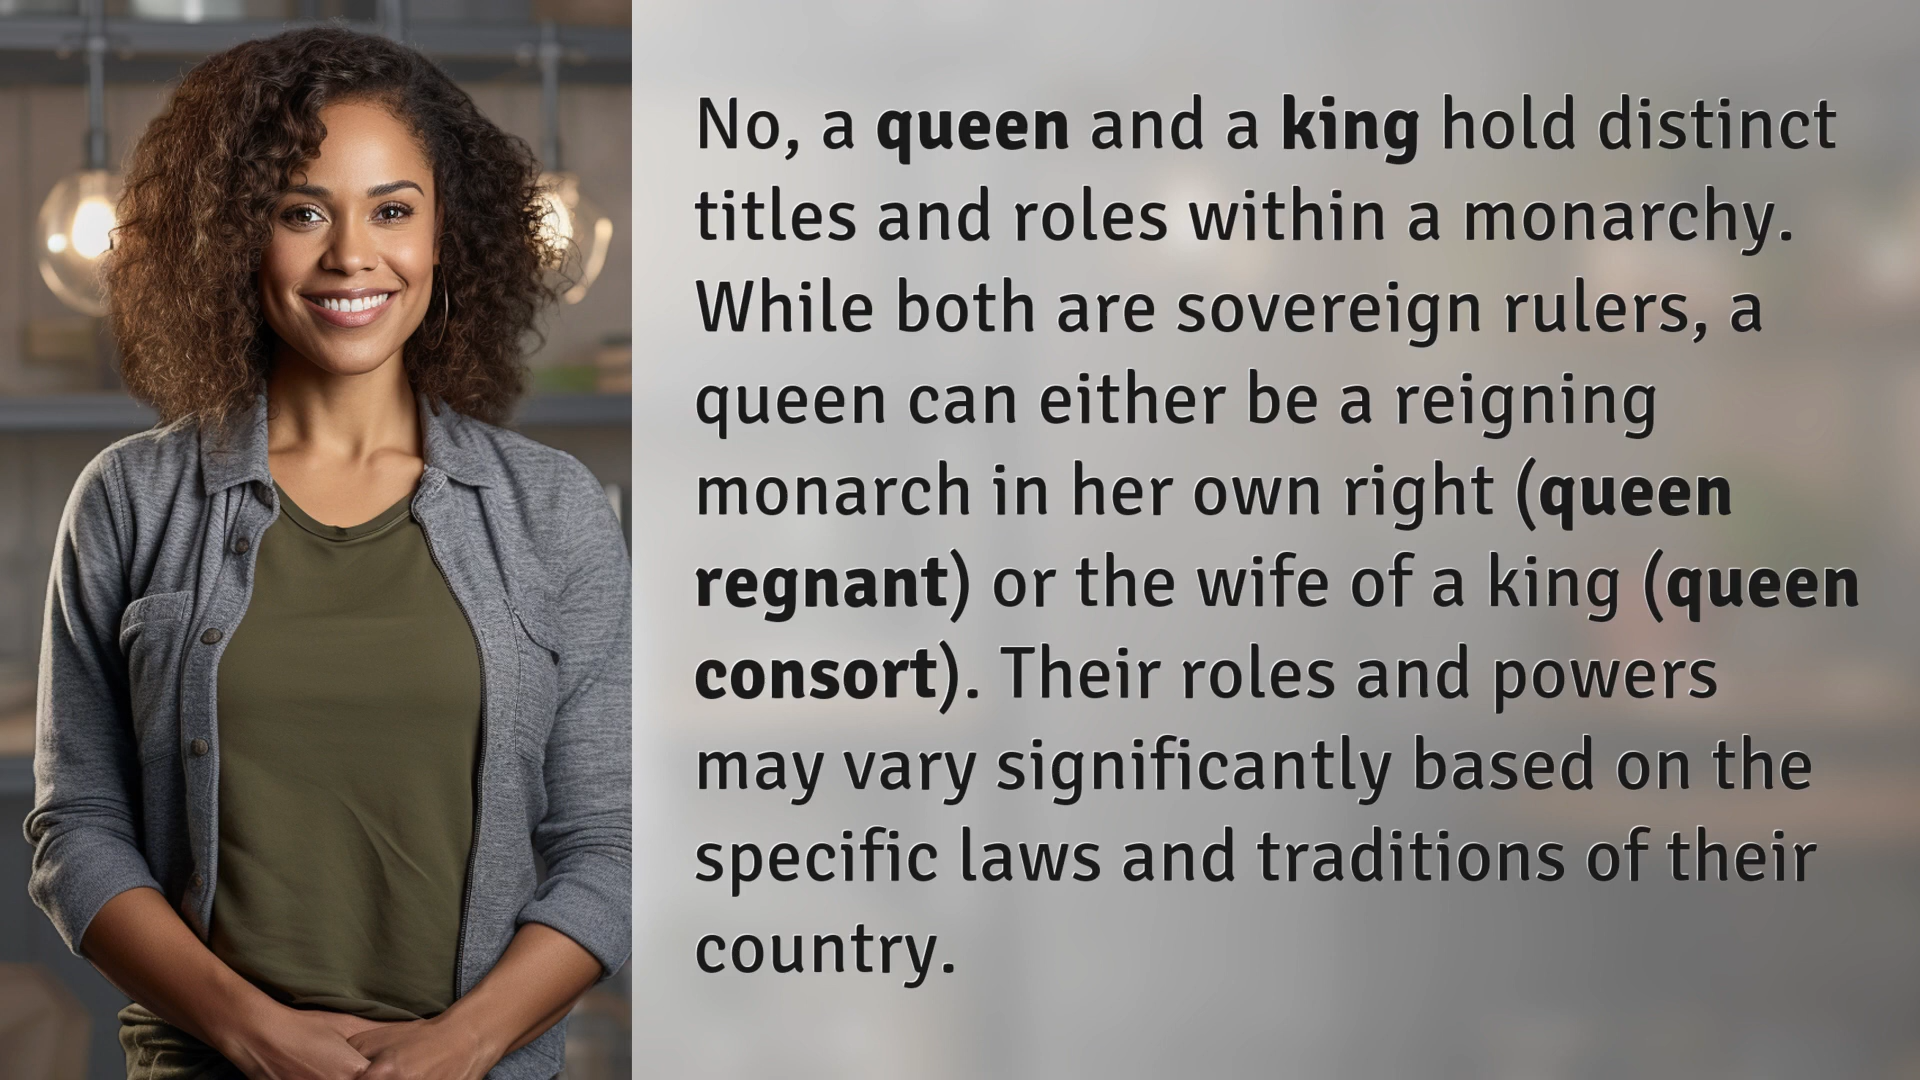 No, a queen and a king hold distinct
titles and roles within a monarchy.
While both are sovereign rulers, a
queen can either be a reigning
monarch in her own right (queen
regnant) or the wife of a king (queen
consort). Their roles and powers
may vary significantly based on the
specific laws and traditions of their
country.